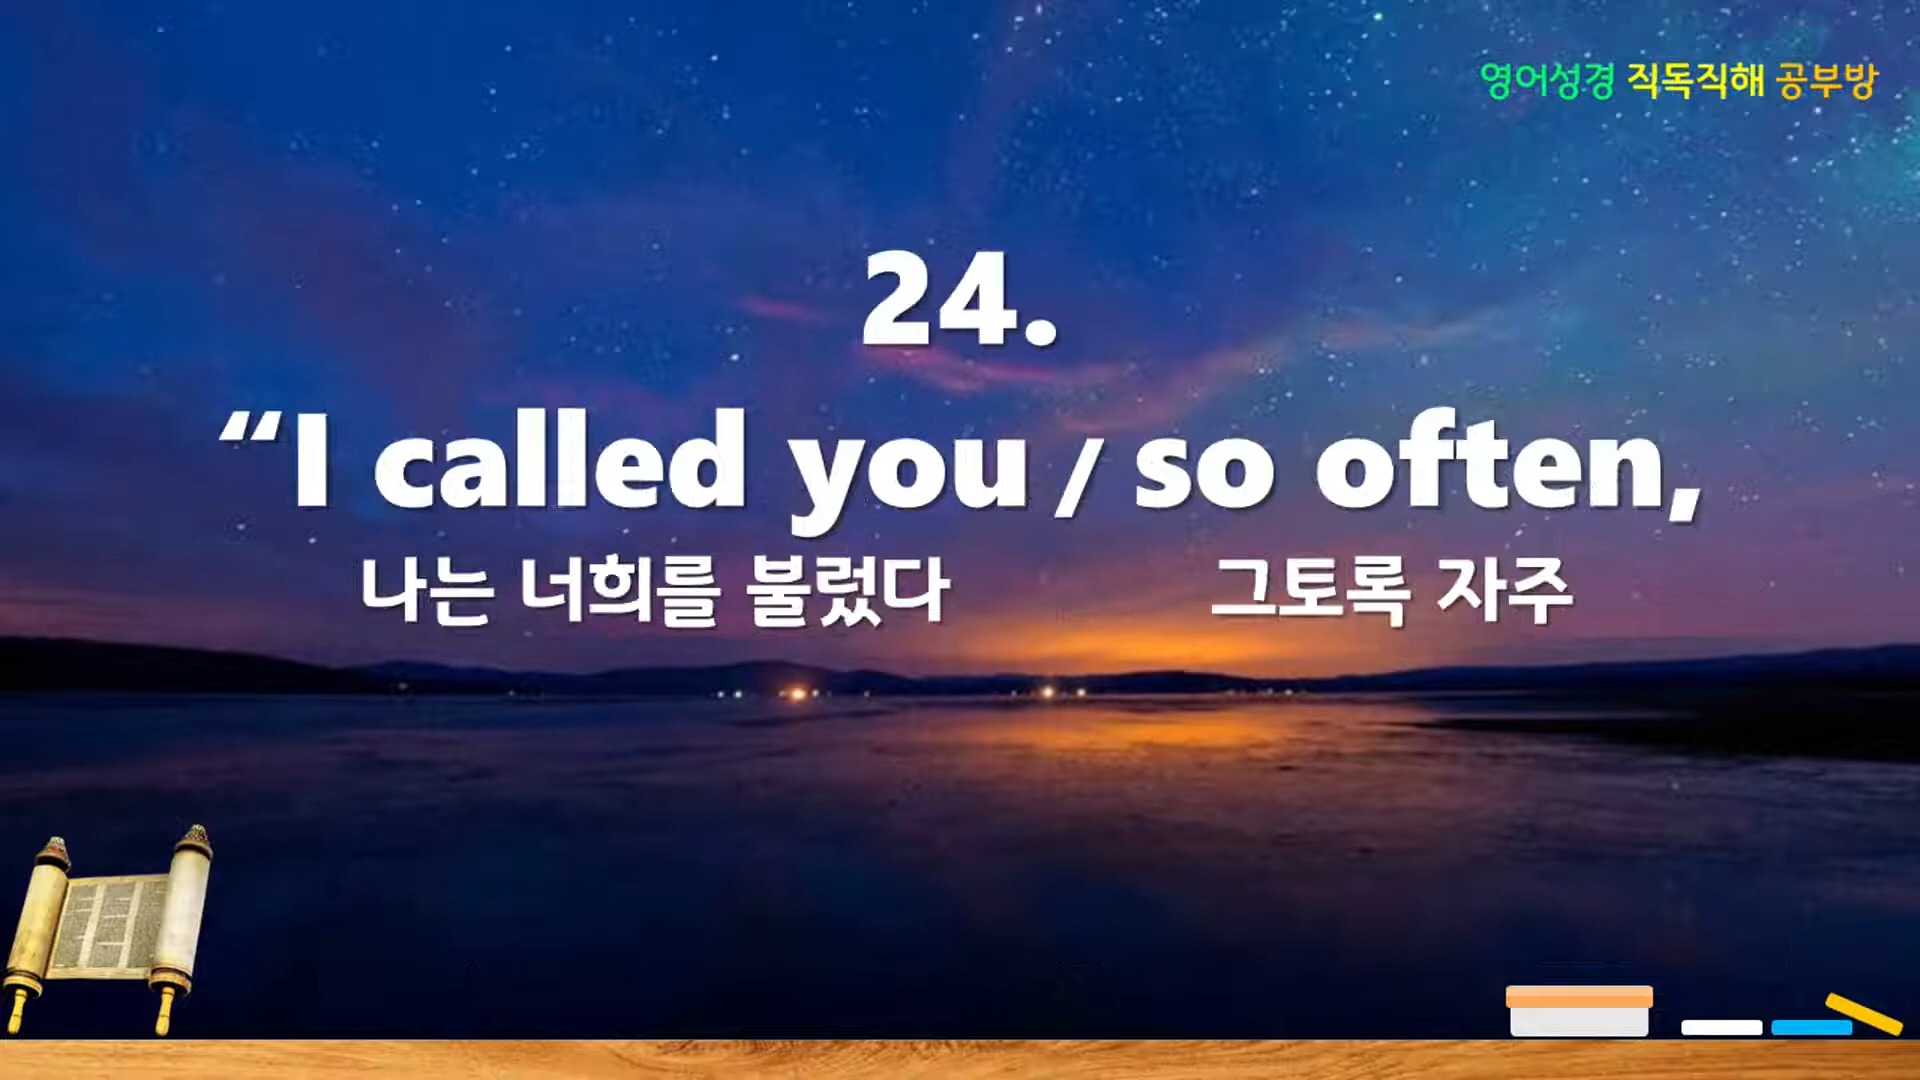 영어성경 직독직해 공부방
24.
“I called you / so often,
나는 너희를 불렀다 그토록 자주